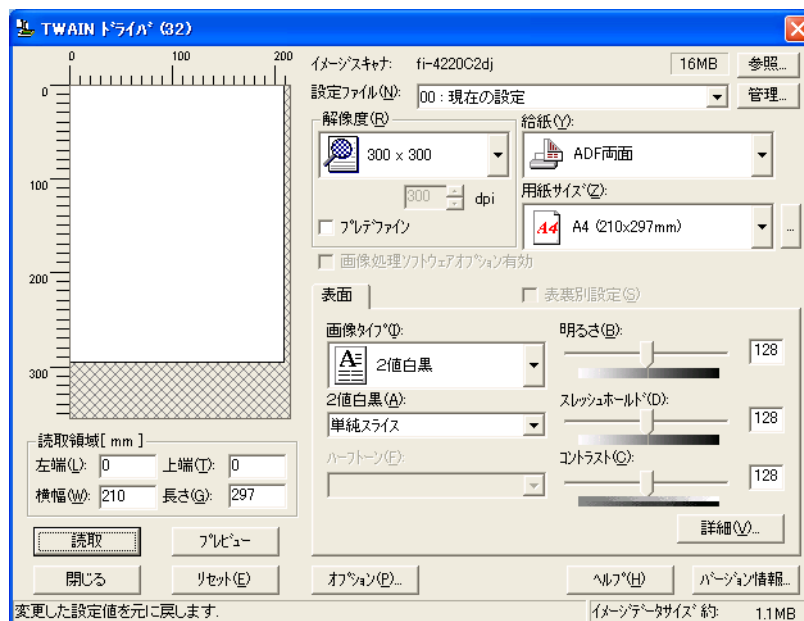 TWAIN ﾄﾞﾗｲﾊﾞ (32)
0 100 200
0
100
200
300
イメージスキャナ: fi-4220C2dj 16MB 参照...
設定ファイル(N): 00 : 現在の設定 管理...
解像度(R)
300 x 300
300 dpi
ﾌﾟﾚﾃﾞﾌｧｲﾝ
給紙(Y):
ADF両面
用紙サイズ(Z):
A4 A4 (210x297mm) ...
画像処理ソフトウェアオプション有効
表面
表裏別設定(S)
画像タイプ(I):
A 2値白黒
2値白黒(A):
単純スライス
ハーフトーン(F):
明るさ(B):
128
スレッシュホールド(D):
128
コントラスト(C):
128
詳細(V)...
読取領域[ mm ]
左端(L): 0 上端(T): 0
横幅(W): 210 長さ(G): 297
読取 プレビュー
閉じる リセット(E) オプション(P)... ヘルプ(H) バージョン情報...
変更した設定値を元に戻します. イメージデータサイズ 約: 1.1MB